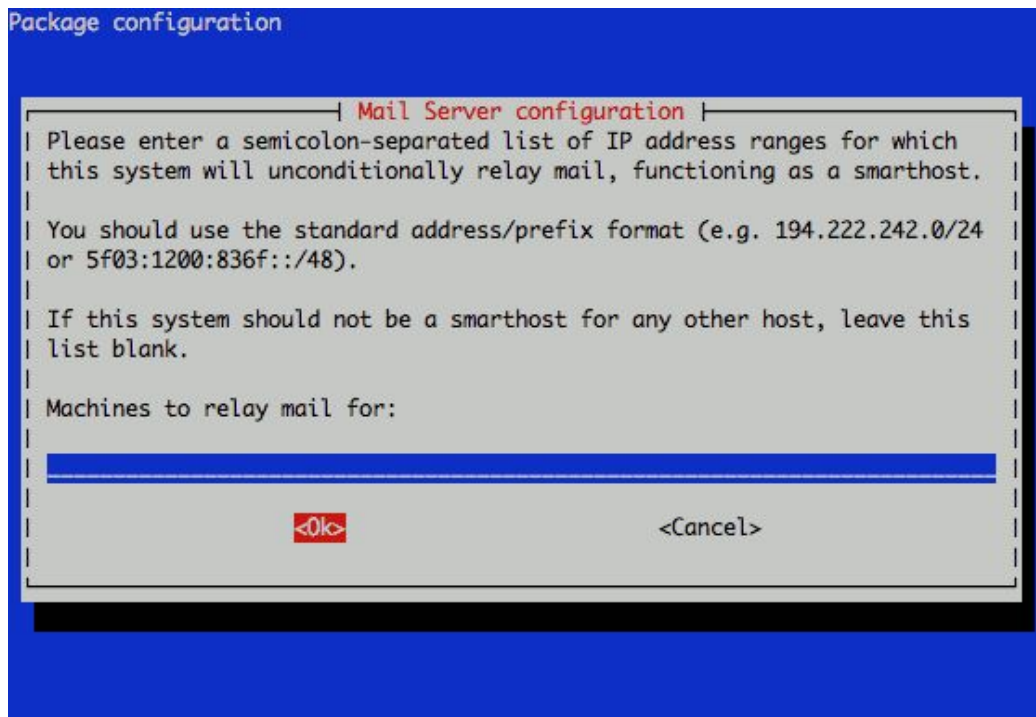 Package configuration
Mail Server configuration
Please enter a semicolon-separated list of IP address ranges for which
this system will unconditionally relay mail, functioning as a smarthost.
You should use the standard address/prefix format (e.g. 194.222.242.0/24
or 5f03:1200:836f::/48).
If this system should not be a smarthost for any other host, leave this
list blank.
Machines to relay mail for:
<Ok> <Cancel>